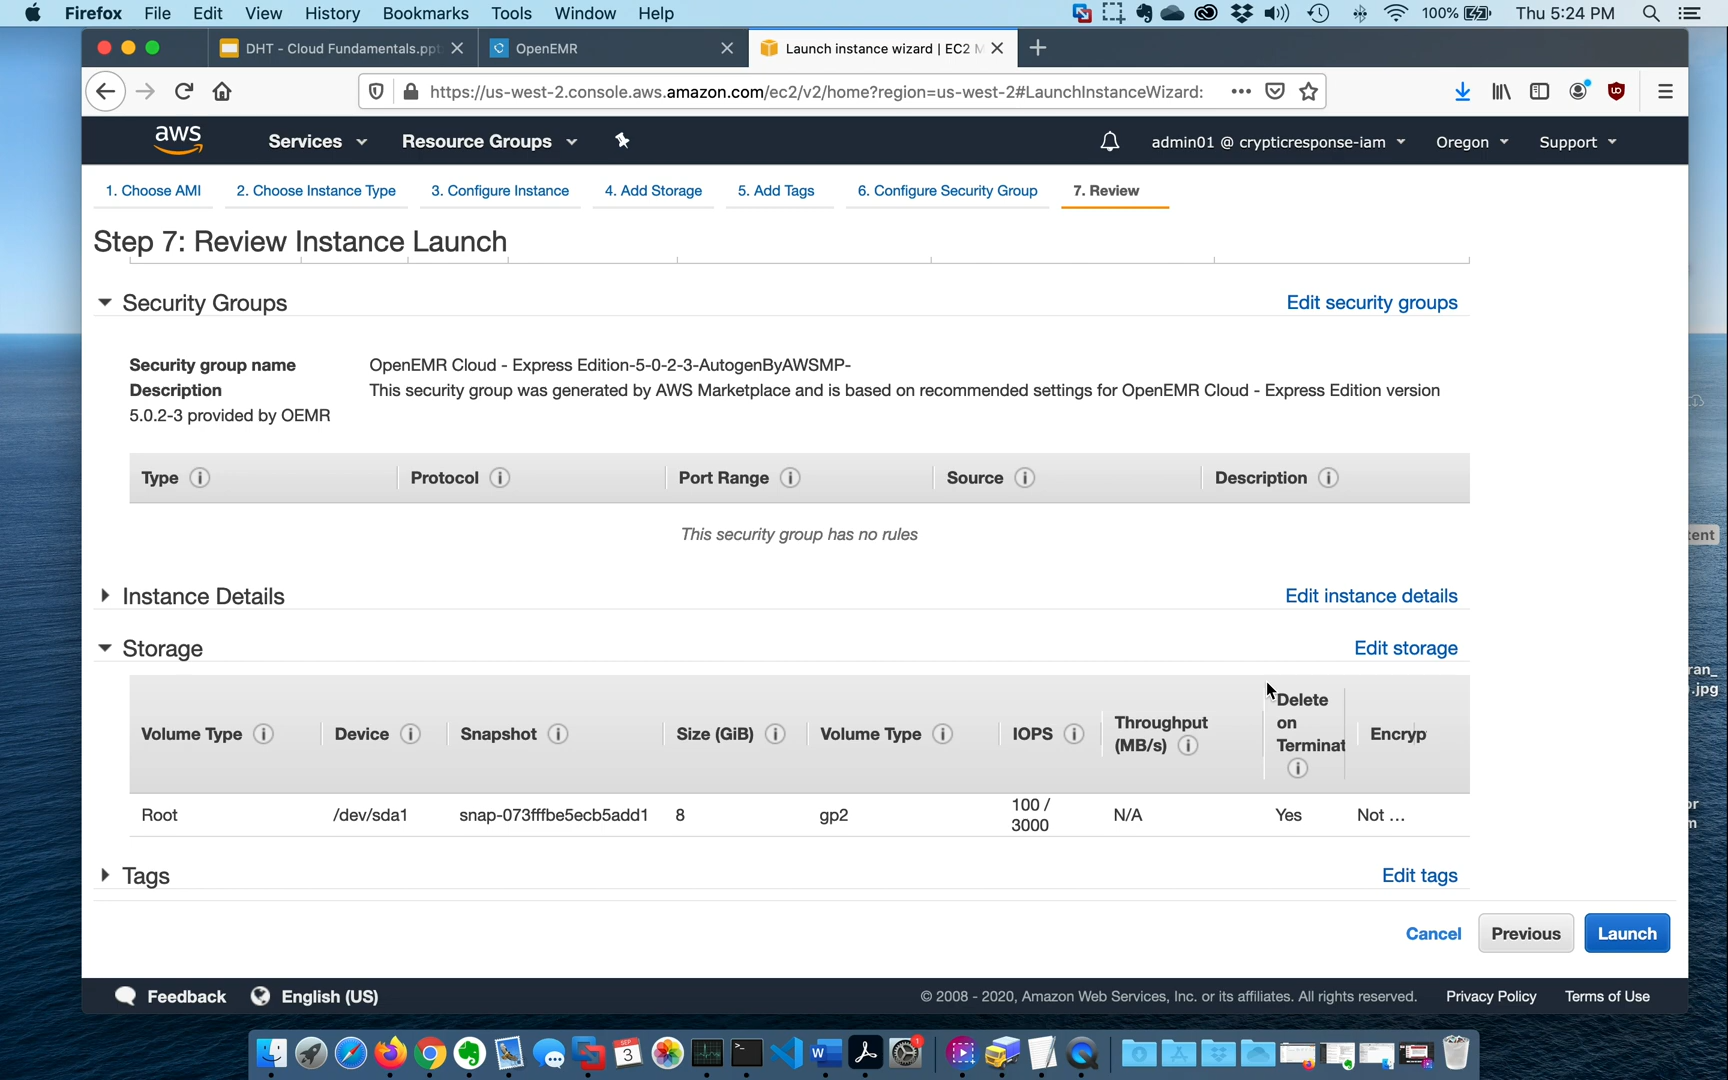 Firefox File Edit View History Bookmarks Tools Window Help 100% Thu 5:24 PM
DHT - Cloud Fundamentals.ppt OpenEMR Launch instance wizard | EC2 M
https://us-west-2.console.aws.amazon.com/ec2/v2/home?region=us-west-2#LaunchInstanceWizard:
aws Services Resource Groups admin01 @ crypticresponse-iam Oregon Support
1. Choose AMI 2. Choose Instance Type 3. Configure Instance 4. Add Storage 5. Add Tags 6. Configure Security Group 7. Review
Step 7: Review Instance Launch
Security Groups Edit security groups
Security group name OpenEMR Cloud - Express Edition-5-0-2-3-AutogenByAWSMP-
Description This security group was generated by AWS Marketplace and is based on recommended settings for OpenEMR Cloud - Express Edition version
5.0.2-3 provided by OEMR
Type Protocol Port Range Source Description
This security group has no rules
tent
Instance Details Edit instance details
Storage Edit storage
ran_
.jpg
Volume Type Device Snapshot Size (GiB) Volume Type IOPS Throughput (MB/s) Delete on Terminat Encryp
Root /dev/sda1 snap-073fffbe5ecb5add1 8 gp2 100 / 3000 N/A Yes Not ...
Tags Edit tags
Cancel Previous Launch
Feedback English (US) © 2008 - 2020, Amazon Web Services, Inc. or its affiliates. All rights reserved. Privacy Policy Terms of Use
SEP
3
1